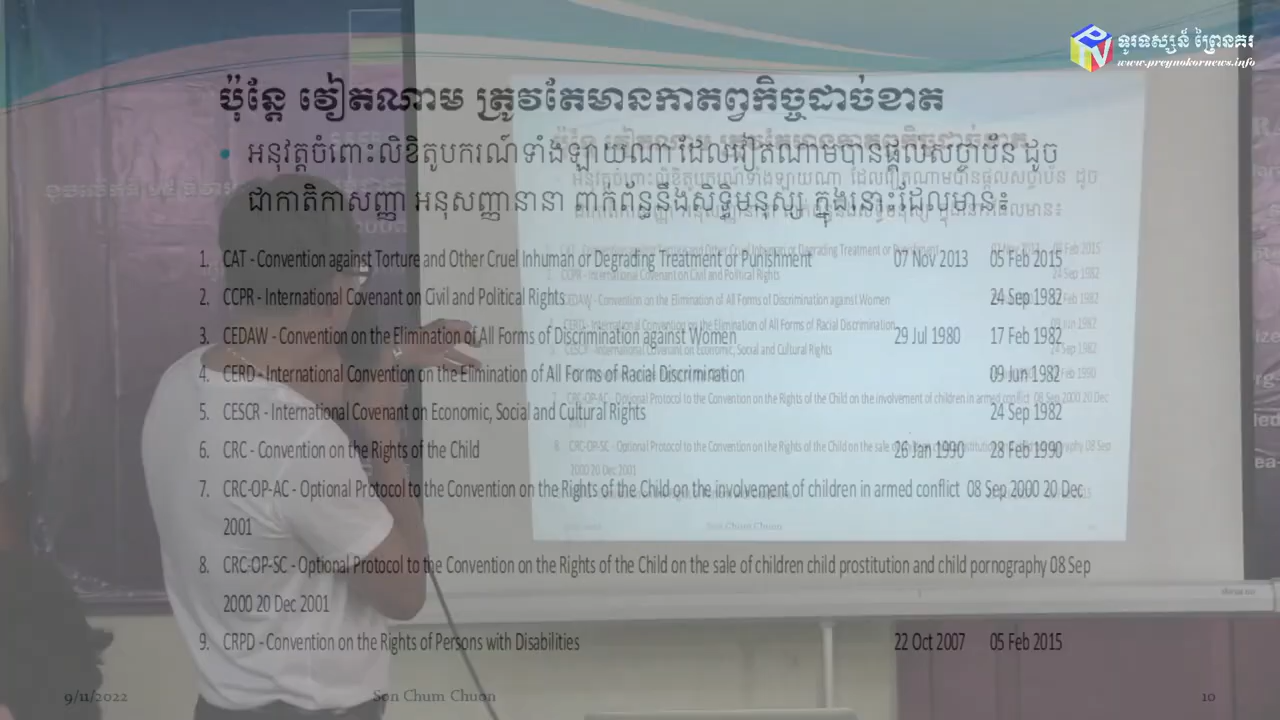 ទូរទស្សន៍ ព្រៃនគរ
www.preynokornews.info
ប៉ុន្តែ វៀតណាម ត្រូវតែមានកាតព្វកិច្ចដាច់ខាត
• អនុវត្តចំពោះលិខិតូបករណ៍ទាំងឡាយណា ដែលវៀតណាមបានផ្តល់សច្ចាប័ន ដូច
ជាកាតិកាសញ្ញា អនុសញ្ញានានា ពាក់ព័ន្ធនឹងសិទ្ធិមនុស្ស ក្នុងនោះដែលមាន៖
1. CAT - Convention against Torture and Other Cruel Inhuman or Degrading Treatment or Punishment 07 Nov 2013 05 Feb 2015
2. CCPR - International Covenant on Civil and Political Rights 24 Sep 1982
3. CEDAW - Convention on the Elimination of All Forms of Discrimination against Women 29 Jul 1980 17 Feb 1982
4. CERD - International Convention on the Elimination of All Forms of Racial Discrimination 09 Jun 1982
5. CESCR - International Covenant on Economic, Social and Cultural Rights 24 Sep 1982
6. CRC - Convention on the Rights of the Child 26 Jan 1990 28 Feb 1990
7. CRC-OP-AC - Optional Protocol to the Convention on the Rights of the Child on the involvement of children in armed conflict 08 Sep 2000 20 Dec
2001
8. CRC-OP-SC - Optional Protocol to the Convention on the Rights of the Child on the sale of children child prostitution and child pornography 08 Sep
2000 20 Dec 2001
9. CRPD - Convention on the Rights of Persons with Disabilities 22 Oct 2007 05 Feb 2015
9/11/2022 Son Chum Chuon 10